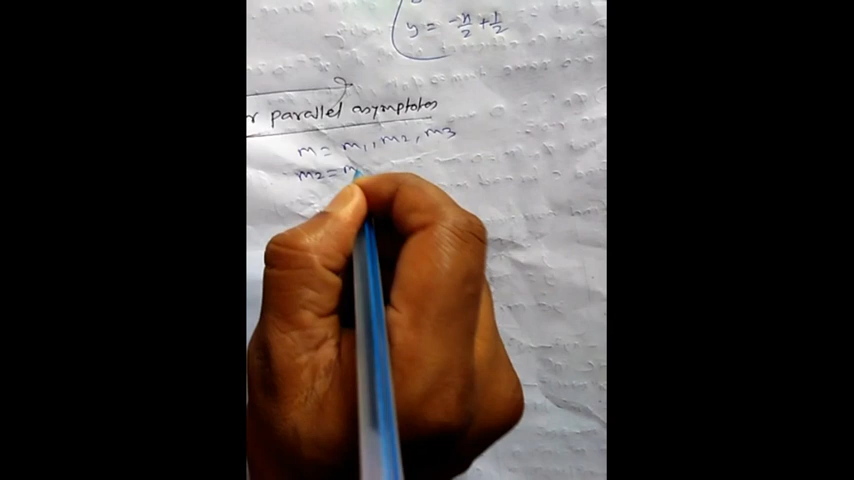 y = -x/2 + 1/2
r parallel asymptotes
m = m1, m2, m3
m2 = m